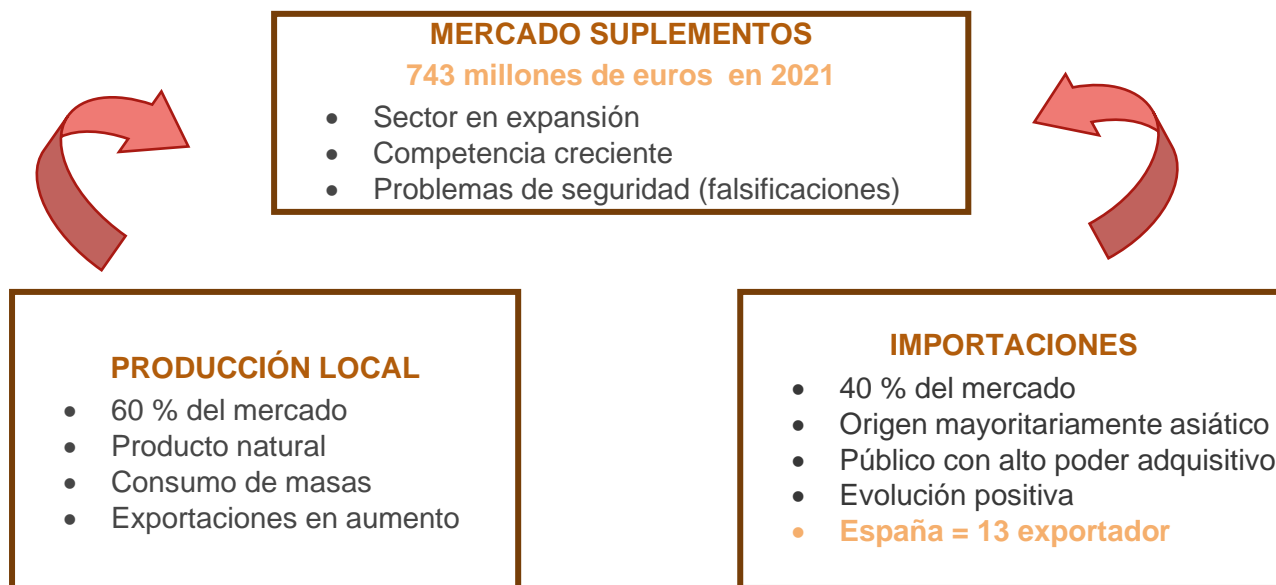 MERCADO SUPLEMENTOS
743 millones de euros en 2021
• Sector en expansión
• Competencia creciente
• Problemas de seguridad (falsificaciones)
PRODUCCIÓN LOCAL
• 60 % del mercado
• Producto natural
• Consumo de masas
• Exportaciones en aumento
IMPORTACIONES
• 40 % del mercado
• Origen mayoritariamente asiático
• Público con alto poder adquisitivo
• Evolución positiva
• España = 13 exportador